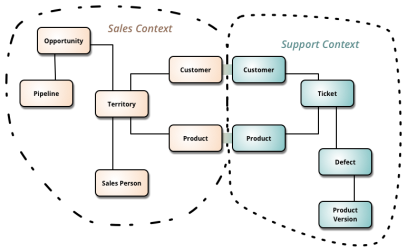 Sales Context
Support Context
Opportunity
Pipeline
Territory
Customer
Product
Sales Person
Customer
Product
Ticket
Defect
Product
Version